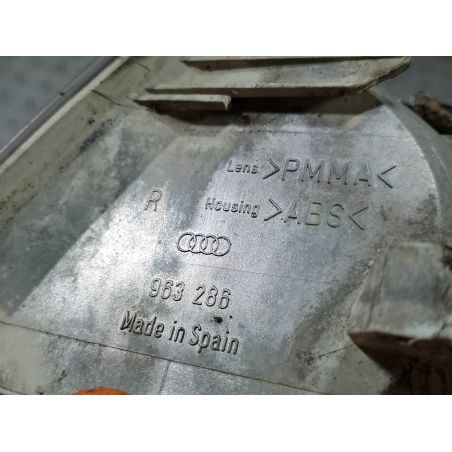 Lens >PMMA<
R Housing >ABS<
963 286
Made in Spain